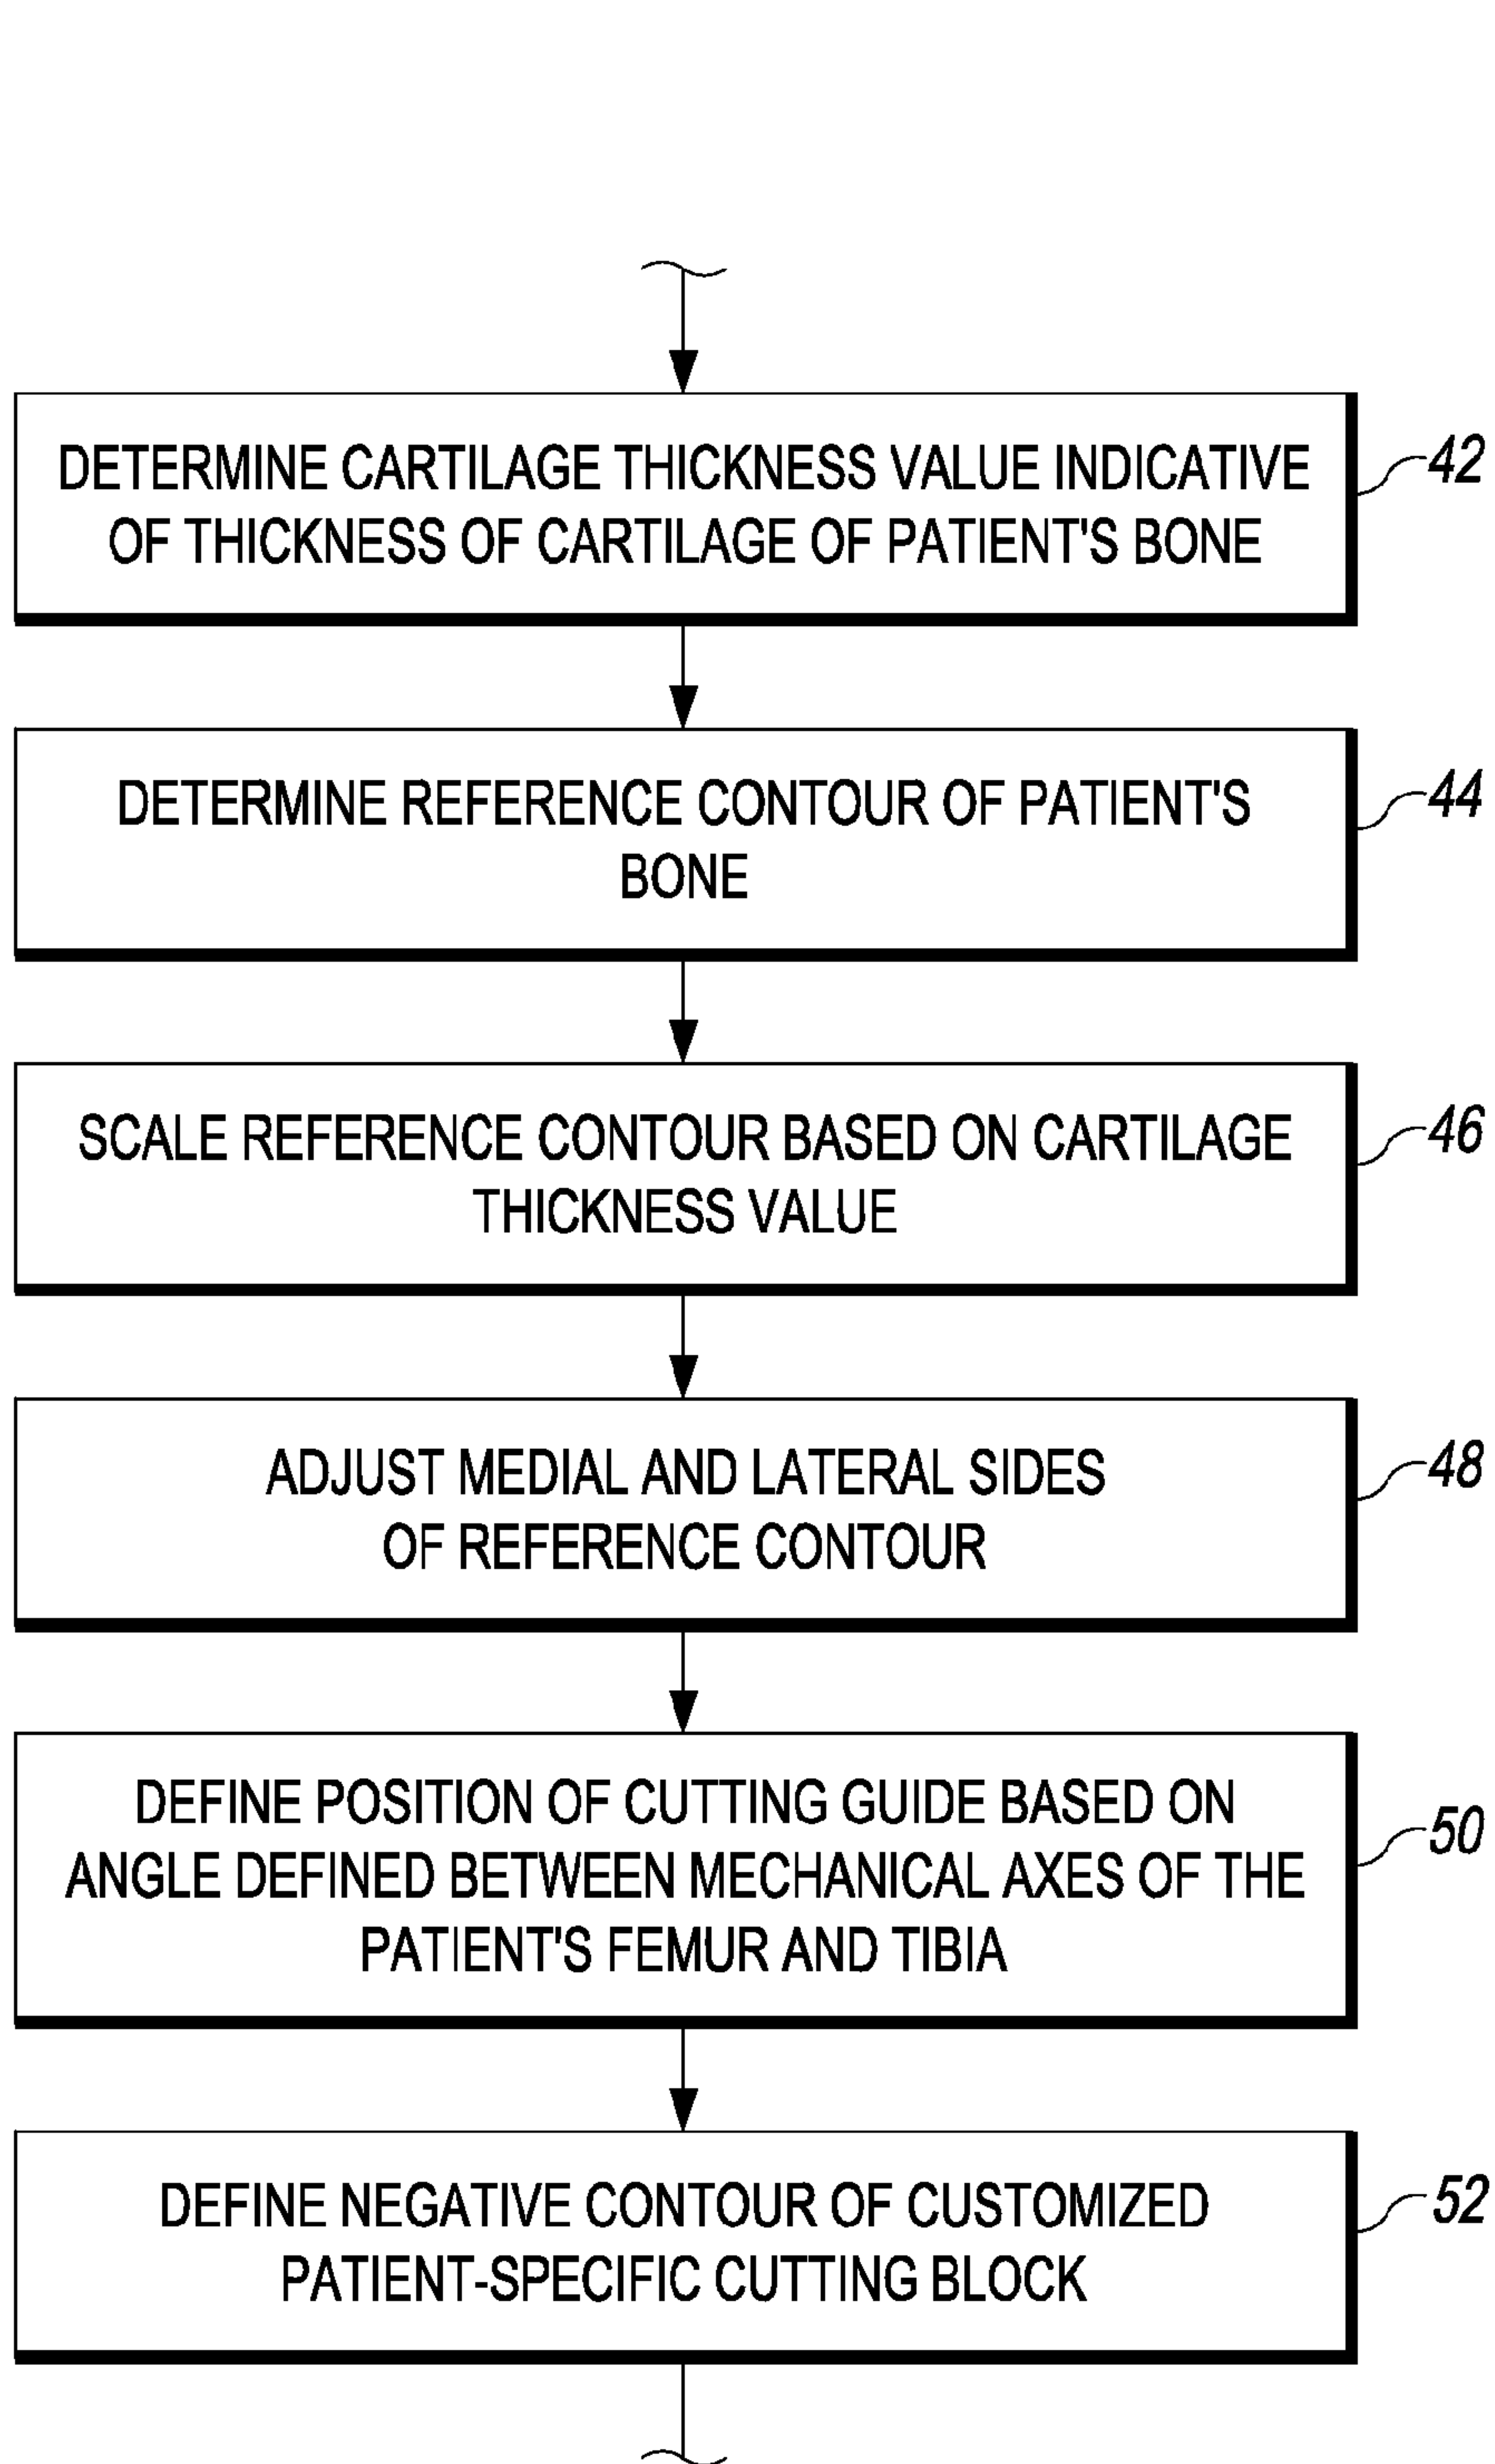 DETERMINE CARTILAGE THICKNESS VALUE INDICATIVE
OF THICKNESS OF CARTILAGE OF PATIENT'S BONE
42
DETERMINE REFERENCE CONTOUR OF PATIENT'S
BONE
44
SCALE REFERENCE CONTOUR BASED ON CARTILAGE
THICKNESS VALUE
46
ADJUST MEDIAL AND LATERAL SIDES
OF REFERENCE CONTOUR
48
DEFINE POSITION OF CUTTING GUIDE BASED ON
ANGLE DEFINED BETWEEN MECHANICAL AXES OF THE
PATIENT'S FEMUR AND TIBIA
50
DEFINE NEGATIVE CONTOUR OF CUSTOMIZED
PATIENT-SPECIFIC CUTTING BLOCK
52